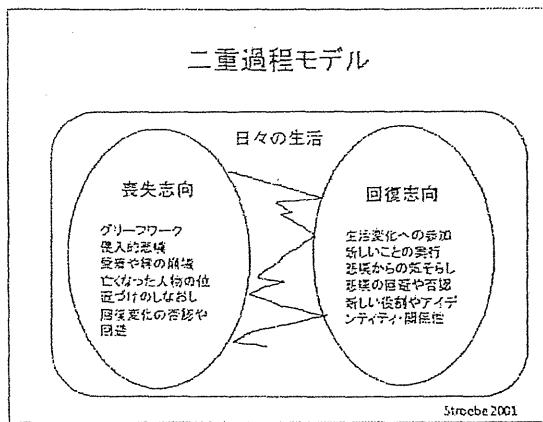 二重過程モデル
日々の生活
喪失志向
グリーフワーク
侵入的悲嘆
愛着や絆の崩壊
亡くなった人物の位
置づけのしなおし
回復変化の否認や
回避
回復志向
生活変化への参加
新しいことの実行
悲嘆からの気そらし
悲嘆の回避や否認
新しい役割やアイデ
ンティティ・関係性
Stroebe 2001